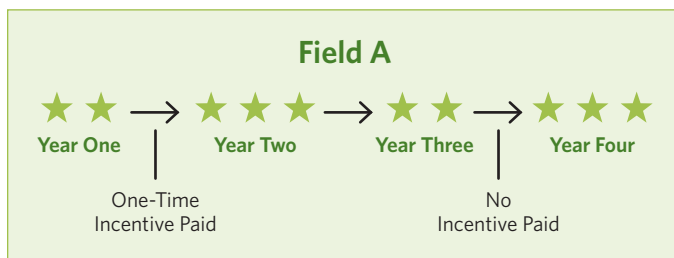 Field A
Year One
Year Two
Year Three
Year Four
One-Time
Incentive Paid
No
Incentive Paid